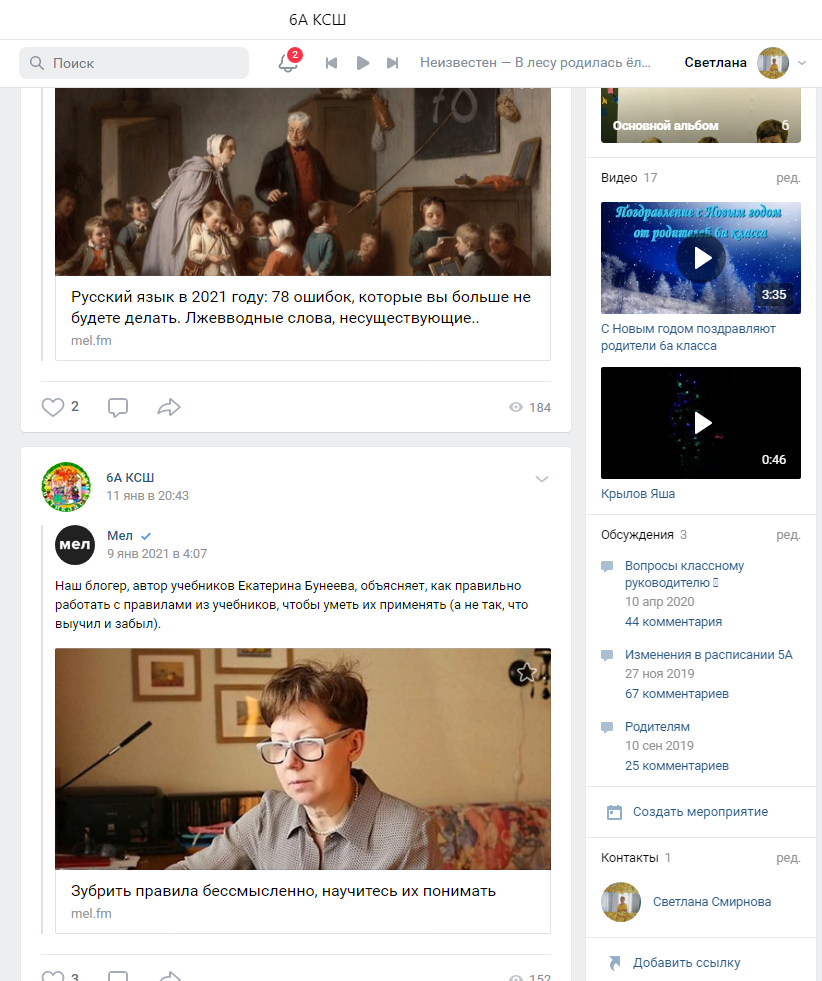 6А КСШ
Поиск
2
Неизвестен — В лесу родилась ёл...
Светлана
Русский язык в 2021 году: 78 ошибок, которые вы больше не
будете делать. Лжевводные слова, несуществующие..
mel.fm
2
184
6А КСШ
11 янв в 20:43
мел
Мел
9 янв 2021 в 4:07
Наш блогер, автор учебников Екатерина Бунеева, объясняет, как правильно
работать с правилами из учебников, чтобы уметь их применять (а не так, что
выучил и забыл).
Зубрить правила бессмысленно, научитесь их понимать
mel.fm
3
152
Основной альбом
6
Видео 17
ред.
Поздравление с Новым годом
от родителей 6а класса
3:35
С Новым годом поздравляют
родители 6а класса
0:46
Крылов Яша
Обсуждения 3
ред.
Вопросы классному
руководителю
10 апр 2020
44 комментария
Изменения в расписании 5А
27 ноя 2019
67 комментариев
Родителям
10 сен 2019
25 комментариев
Создать мероприятие
Контакты 1
ред.
Светлана Смирнова
Добавить ссылку